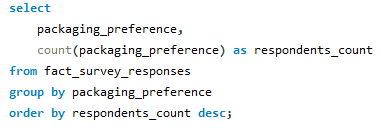 select
    packaging_preference,
    count(packaging_preference) as respondents_count
from fact_survey_responses
group by packaging_preference
order by respondents_count desc;